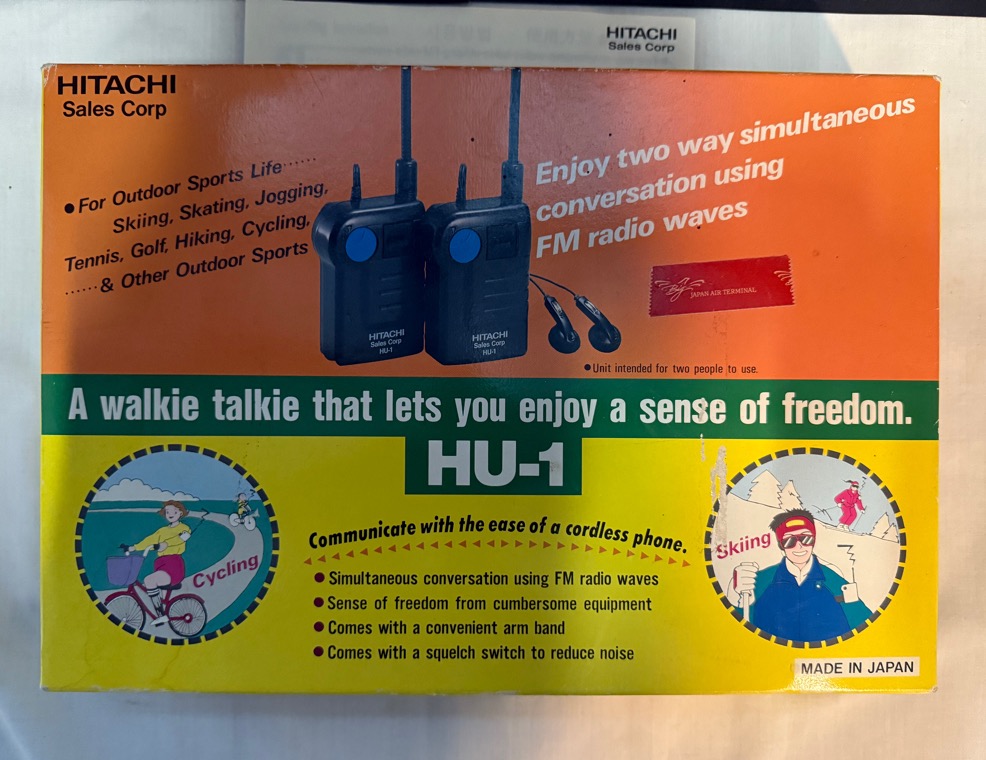 HITACHI
Sales Corp
HITACHI
Sales Corp
●For Outdoor Sports Life······
Skiing, Skating, Jogging,
Tennis, Golf, Hiking, Cycling,
······& Other Outdoor Sports
Enjoy two way simultaneous
conversation using
FM radio waves
JAPAN AIR TERMINAL
HITACHI
Sales Corp
HU-1
HITACHI
Sales Corp
HU-1
●Unit intended for two people to use.
A walkie talkie that lets you enjoy a sense of freedom.
HU-1
Communicate with the ease of a cordless phone.
●Simultaneous conversation using FM radio waves
●Sense of freedom from cumbersome equipment
●Comes with a convenient arm band
●Comes with a squelch switch to reduce noise
Cycling
Skiing
MADE IN JAPAN